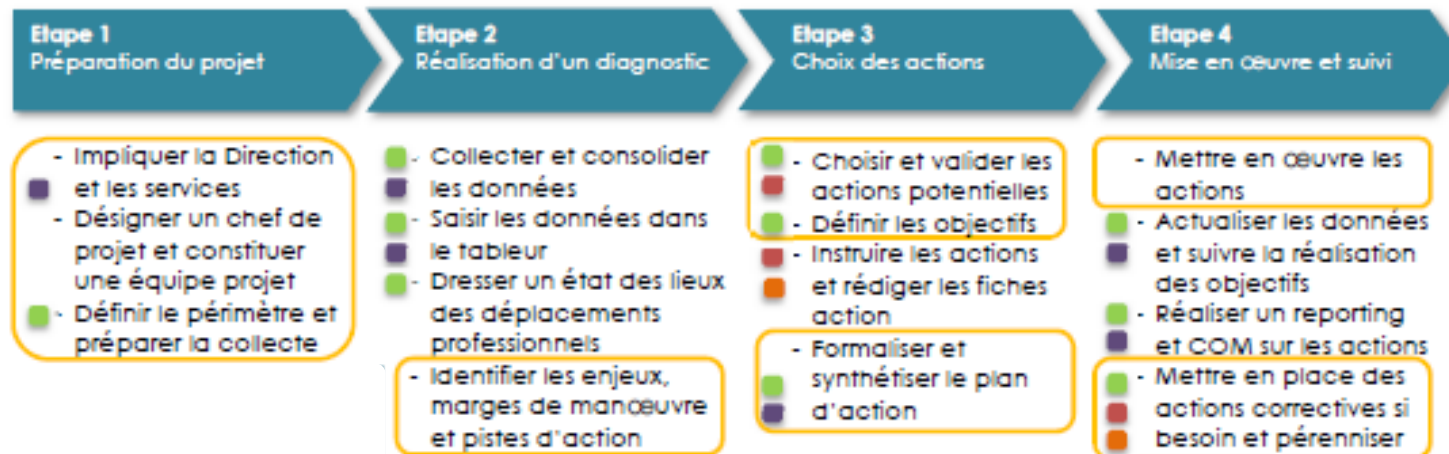 Etape 1
Préparation du projet
Etape 2
Réalisation d'un diagnostic
Etape 3
Choix des actions
Etape 4
Mise en œuvre et suivi
- Impliquer la Direction
et les services
- Désigner un chef de
projet et constituer
une équipe projet
- Définir le périmètre et
préparer la collecte
- Collecter et consolider
les données
- Saisir les données dans
le tableur
- Dresser un état des lieux
des déplacements
professionnels
- Identifier les enjeux,
marges de manœuvre
et pistes d'action
- Choisir et valider les
actions potentielles
- Définir les objectifs
- Instruire les actions
et rédiger les fiches
action
- Formaliser et
synthétiser le plan
d'action
- Mettre en œuvre les
actions
- Actualiser les données
et suivre la réalisation
des objectifs
- Réaliser un reporting
et COM sur les actions
- Mettre en place des
actions correctives si
besoin et pérenniser